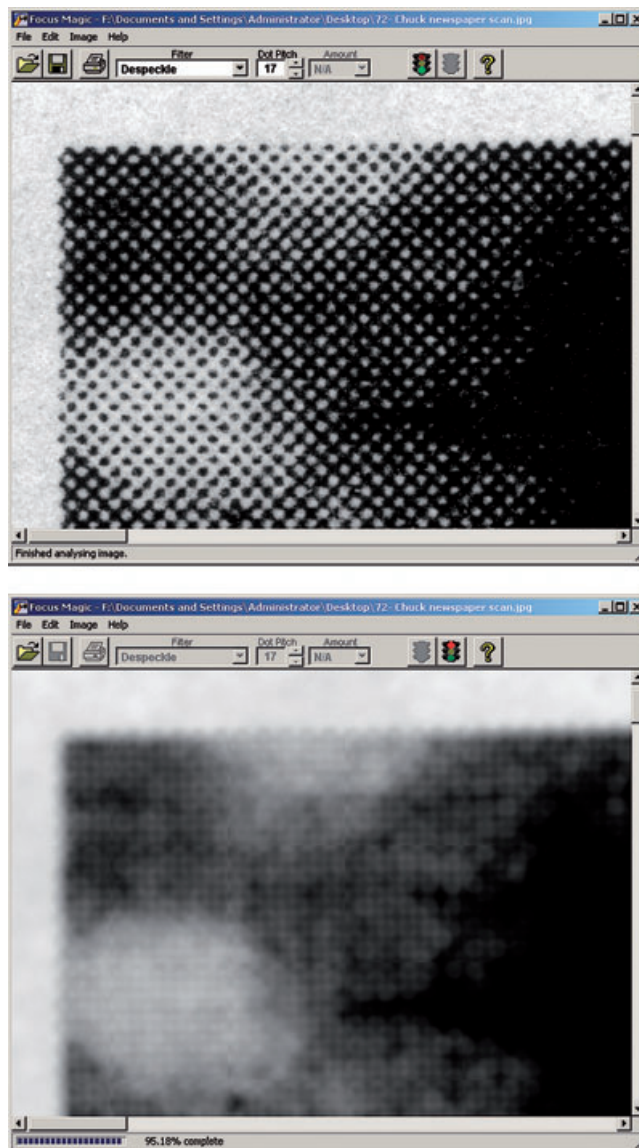 Focus Magic - F:\Documents and Settings\Administrator\Desktop\72- Chuck newspaper scan.jpg
File Edit Image Help
Filter Dot Pitch Amount
Despeckle 17 N/A
Finished analysing image.
Focus Magic - F:\Documents and Settings\Administrator\Desktop\72- Chuck newspaper scan.jpg
File Edit Image Help
Filter Dot Pitch Amount
Despeckle 17 N/A
95.18% complete